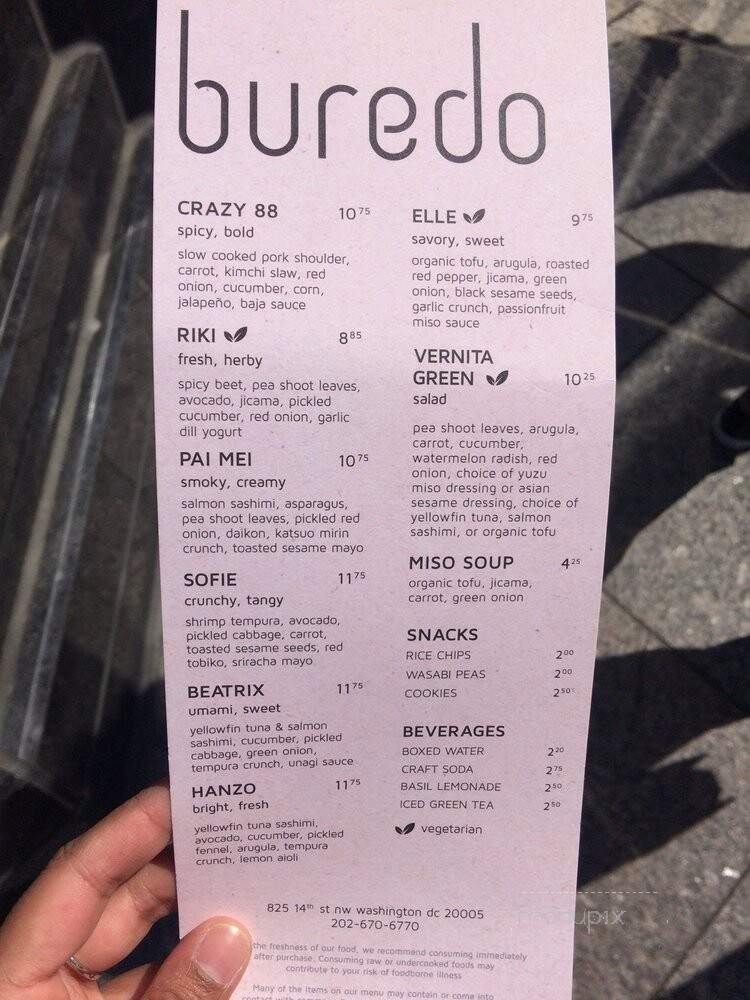 buredo
CRAZY 88 10 75
spicy, bold
slow cooked pork shoulder,
carrot, kimchi slaw, red
onion, cucumber, corn,
jalapeño, baja sauce
RIKI 8 85
fresh, herby
spicy beet, pea shoot leaves,
avocado, jicama, pickled
cucumber, red onion, garlic
dill yogurt
PAI MEI 10 75
smoky, creamy
salmon sashimi, asparagus,
pea shoot leaves, pickled red
onion, daikon, katsuo mirin
crunch, toasted sesame mayo
SOFIE 11 75
crunchy, tangy
shrimp tempura, avocado,
pickled cabbage, carrot,
toasted sesame seeds, red
tobiko, sriracha mayo
BEATRIX 11 75
umami, sweet
yellowfin tuna & salmon
sashimi, cucumber, pickled
cabbage, green onion,
tempura crunch, unagi sauce
HANZO 11 75
bright, fresh
yellowfin tuna sashimi,
avocado, cucumber, pickled
fennel, arugula, tempura
crunch, lemon aioli
ELLE 9 75
savory, sweet
organic tofu, arugula, roasted
red pepper, jicama, green
onion, black sesame seeds,
garlic crunch, passionfruit
miso sauce
VERNITA
GREEN 10 25
salad
pea shoot leaves, arugula,
carrot, cucumber,
watermelon radish, red
onion, choice of yuzu
miso dressing or asian
sesame dressing, choice of
yellowfin tuna, salmon
sashimi, or organic tofu
MISO SOUP 4 25
organic tofu, jicama,
carrot, green onion
SNACKS
RICE CHIPS 2 00
WASABI PEAS 2 00
COOKIES 2 50
BEVERAGES
BOXED WATER 2 20
CRAFT SODA 2 75
BASIL LEMONADE 2 50
ICED GREEN TEA 2 50
vegetarian
825 14th st nw washington dc 20005
202-670-6770
the freshness of our food, we recommend consuming immediately
after purchase. Consuming raw or undercooked foods may
contribute to your risk of foodborne illness
Many of the items on our menu may contain or come into